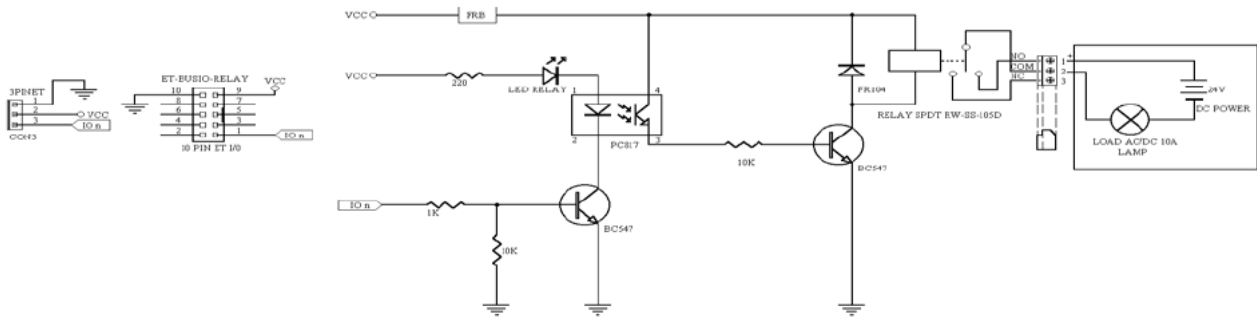 3PINET
1
2
3
VCC
IO n
CON3
ET-BUSIO-RELAY
10
8
6
4
2
9
7
5
3
1
VCC
IO n
10 PIN ET I/O
VCC
FRB
VCC
220
LED RELAY
1
2
4
3
PC817
IO n
1K
10K
BC547
10K
BC547
FR104
RELAY SPDT RW-SS-105D
NO
COM
NC
1
2
3
+
24V
DC POWER
LOAD AC/DC 10A
LAMP